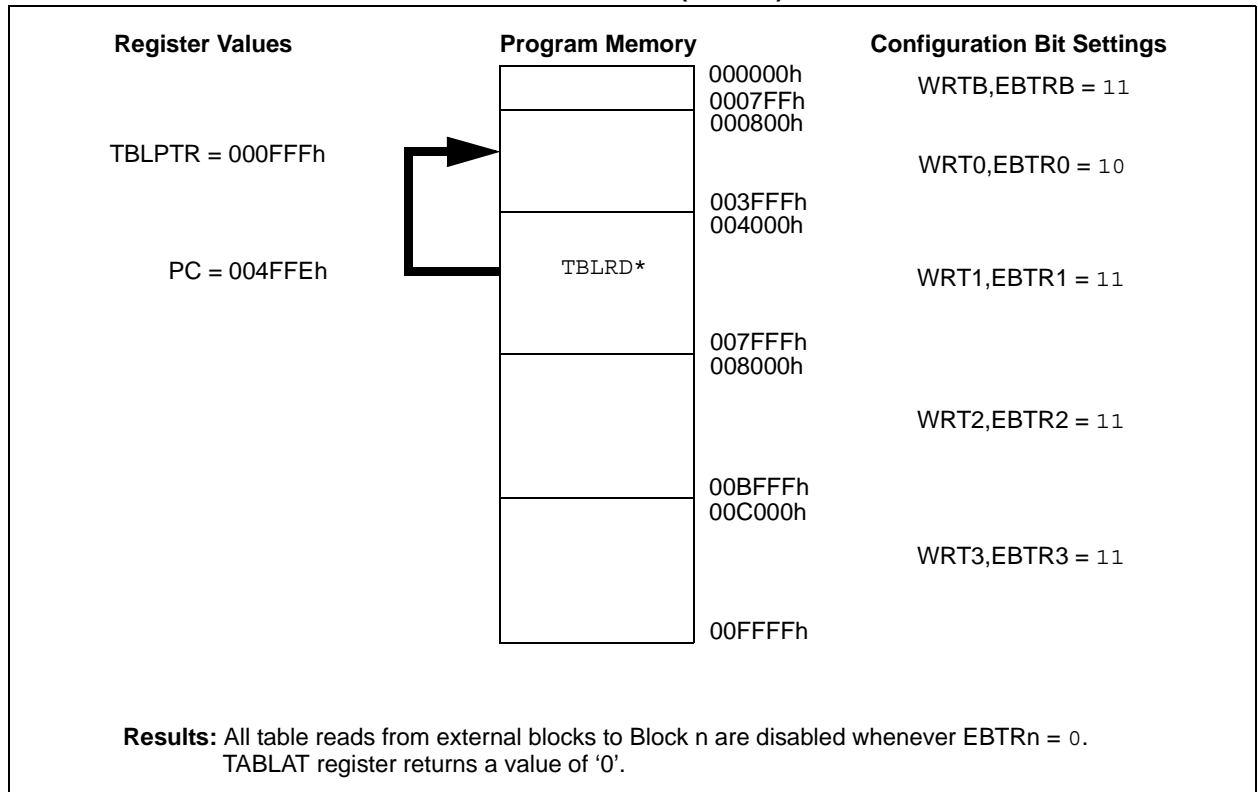 Register Values Program Memory Configuration Bit Settings
000000h
WRTB,EBTRB = 11
0007FFh
000800h
TBLPTR = 000FFFh
WRT0,EBTR0 = 10
003FFFh
004000h
PC = 004FFEh
TBLRD*
WRT1,EBTR1 = 11
007FFFh
008000h
WRT2,EBTR2 = 11
00BFFFh
00C000h
WRT3,EBTR3 = 11
00FFFFh
Results: All table reads from external blocks to Block n are disabled whenever EBTRn = 0.
TABLAT register returns a value of ‘0’.